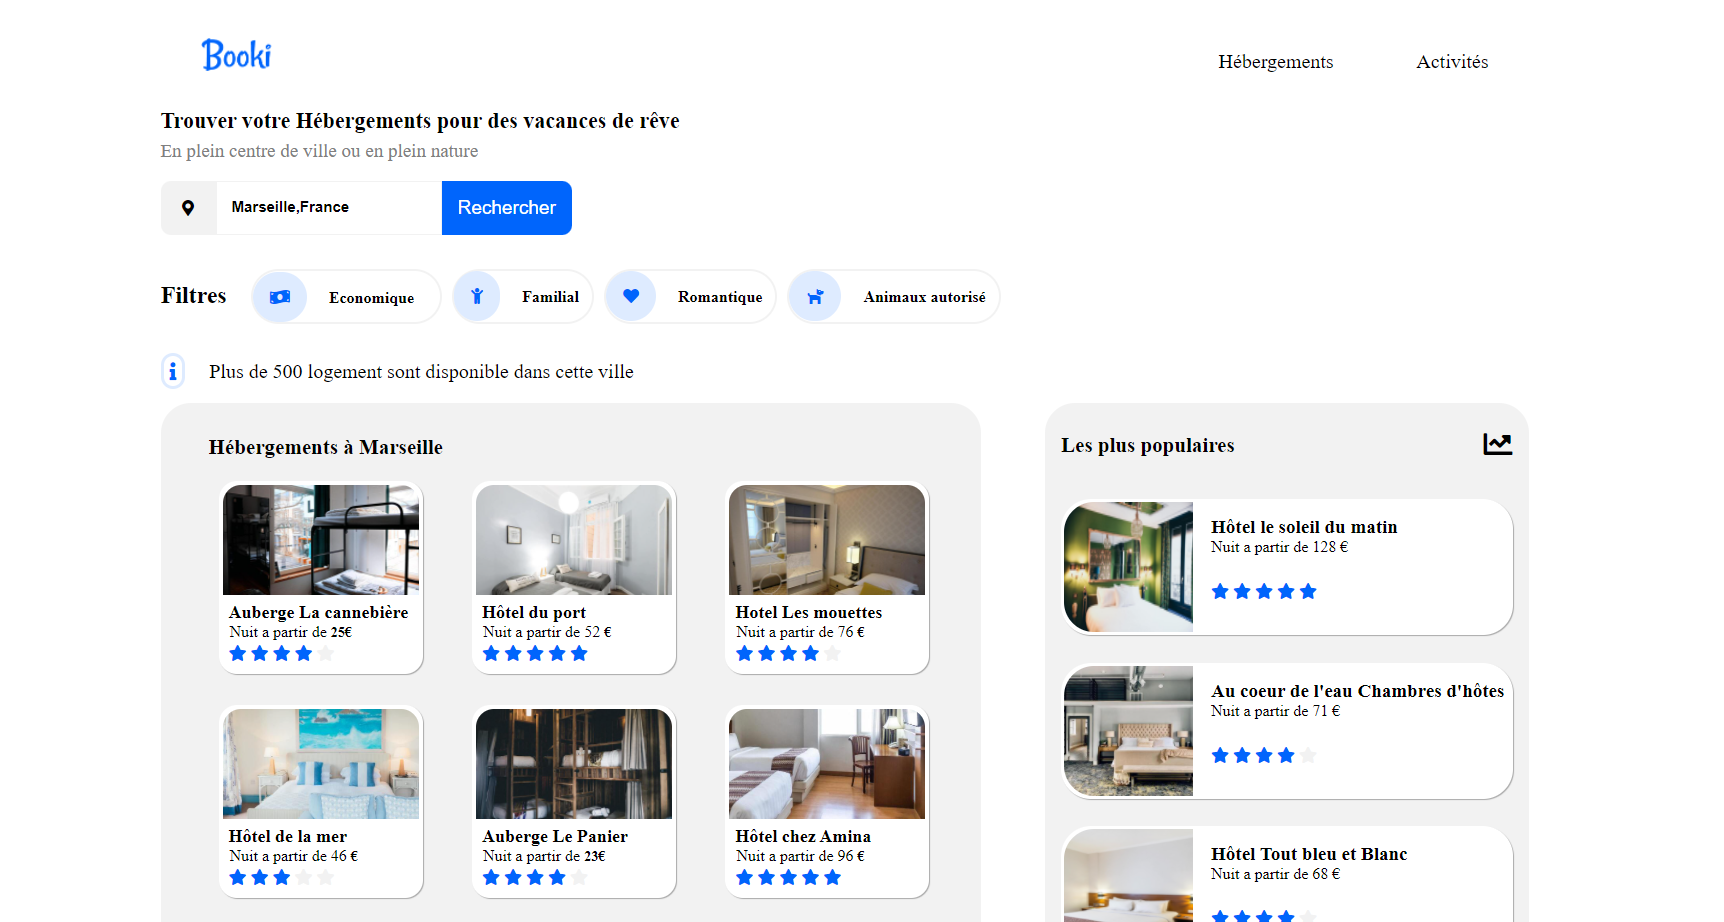 Booki
Hébergements
Activités
Trouver votre Hébergements pour des vacances de rêve
En plein centre de ville ou en plein nature
Marseille,France
Rechercher
Filtres
Economique
Familial
Romantique
Animaux autorisé
Plus de 500 logement sont disponible dans cette ville
Hébergements à Marseille
Auberge La cannebière
Nuit a partir de 25€
Hôtel du port
Nuit a partir de 52 €
Hotel Les mouettes
Nuit a partir de 76 €
Hôtel de la mer
Nuit a partir de 46 €
Auberge Le Panier
Nuit a partir de 23€
Hôtel chez Amina
Nuit a partir de 96 €
Les plus populaires
Hôtel le soleil du matin
Nuit a partir de 128 €
Au coeur de l'eau Chambres d'hôtes
Nuit a partir de 71 €
Hôtel Tout bleu et Blanc
Nuit a partir de 68 €